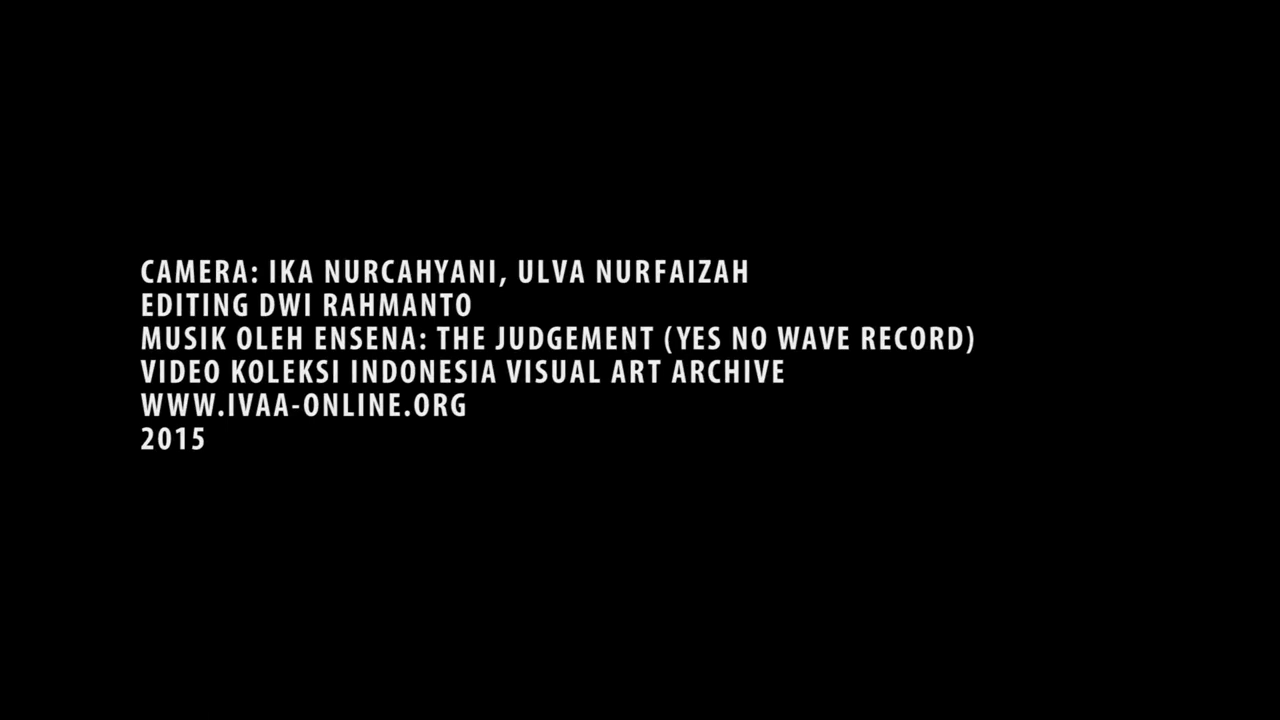 CAMERA: IKA NURCAHYANI, ULVA NURFAIZAH
EDITING DWI RAHMANTO
MUSIK OLEH ENSENA: THE JUDGEMENT (YES NO WAVE RECORD)
VIDEO KOLEKSI INDONESIA VISUAL ART ARCHIVE
WWW.IVAA-ONLINE.ORG
2015